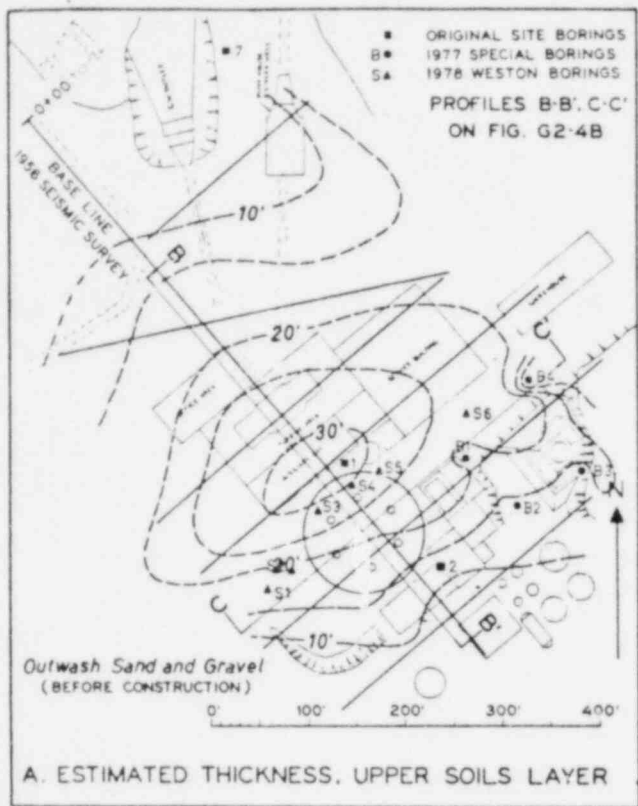 ■ ORIGINAL SITE BORINGS
B● 1977 SPECIAL BORINGS
S▲ 1978 WESTON BORINGS
PROFILES B-B', C-C'
ON FIG. G2-4B
7
0+00
BASE LINE
1958 SEISMIC SURVEY
10'
B
20'
C
B4
S6
30'
B1
1
S5
S4
B3
N
S3
B2
20'
2
S1
C
10'
B'
Outwash Sand and Gravel
(BEFORE CONSTRUCTION)
0' 100' 200' 300' 400'
A. ESTIMATED THICKNESS, UPPER SOILS LAYER